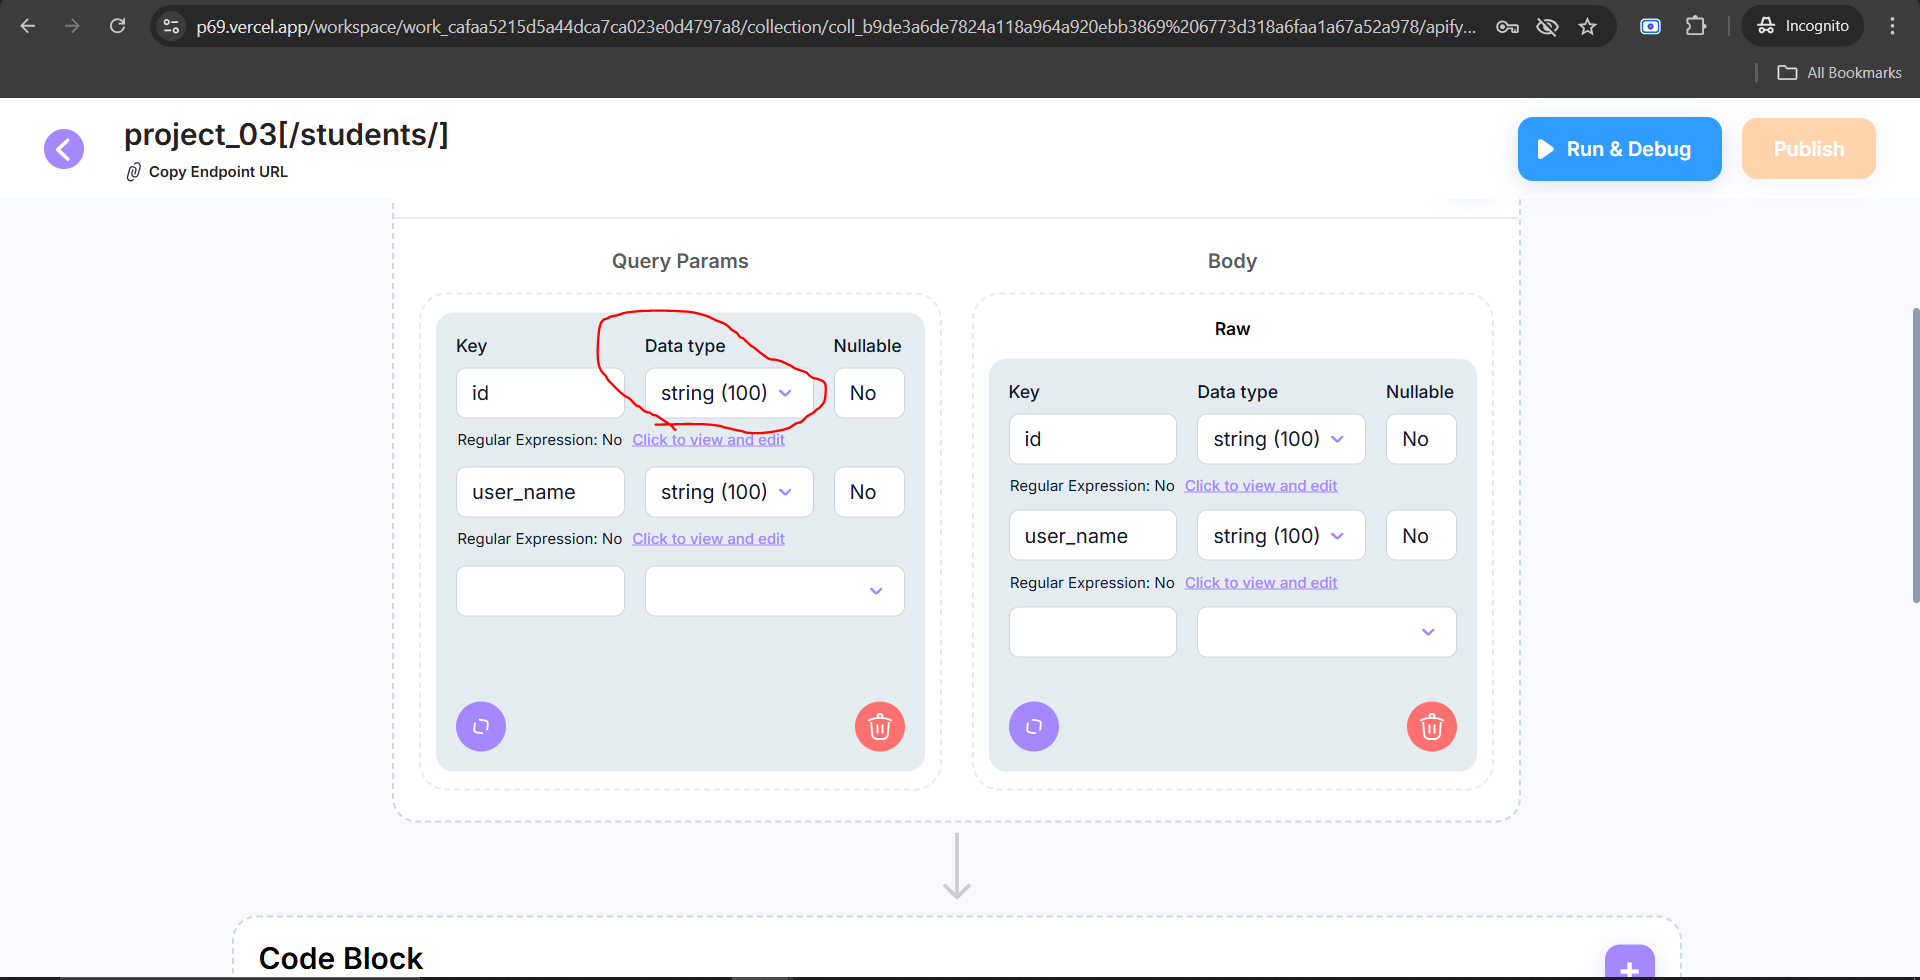 p69.vercel.app/workspace/work_cafaa5215d5a44dca7ca023e0d4797a8/collection/coll_b9de3a6de7824a118a964a920ebb3869%206773d318a6faa1a67a52a978/apify...
Incognito
All Bookmarks
project_03[/students/]
Copy Endpoint URL
Run & Debug
Publish
Query Params
Key Data type Nullable
id string (100) No
Regular Expression: No Click to view and edit
user_name string (100) No
Regular Expression: No Click to view and edit
Body
Raw
Key Data type Nullable
id string (100) No
Regular Expression: No Click to view and edit
user_name string (100) No
Regular Expression: No Click to view and edit
Code Block